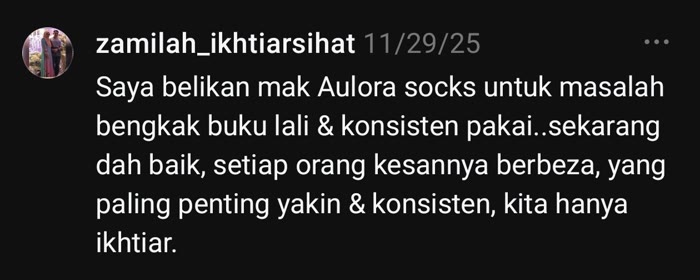 zamilah_ikhtiarsihat 11/29/25
Saya belikan mak Aulora socks untuk masalah
bengkak buku lali & konsisten pakai..sekarang
dah baik, setiap orang kesannya berbeza, yang
paling penting yakin & konsisten, kita hanya
ikhtiar.